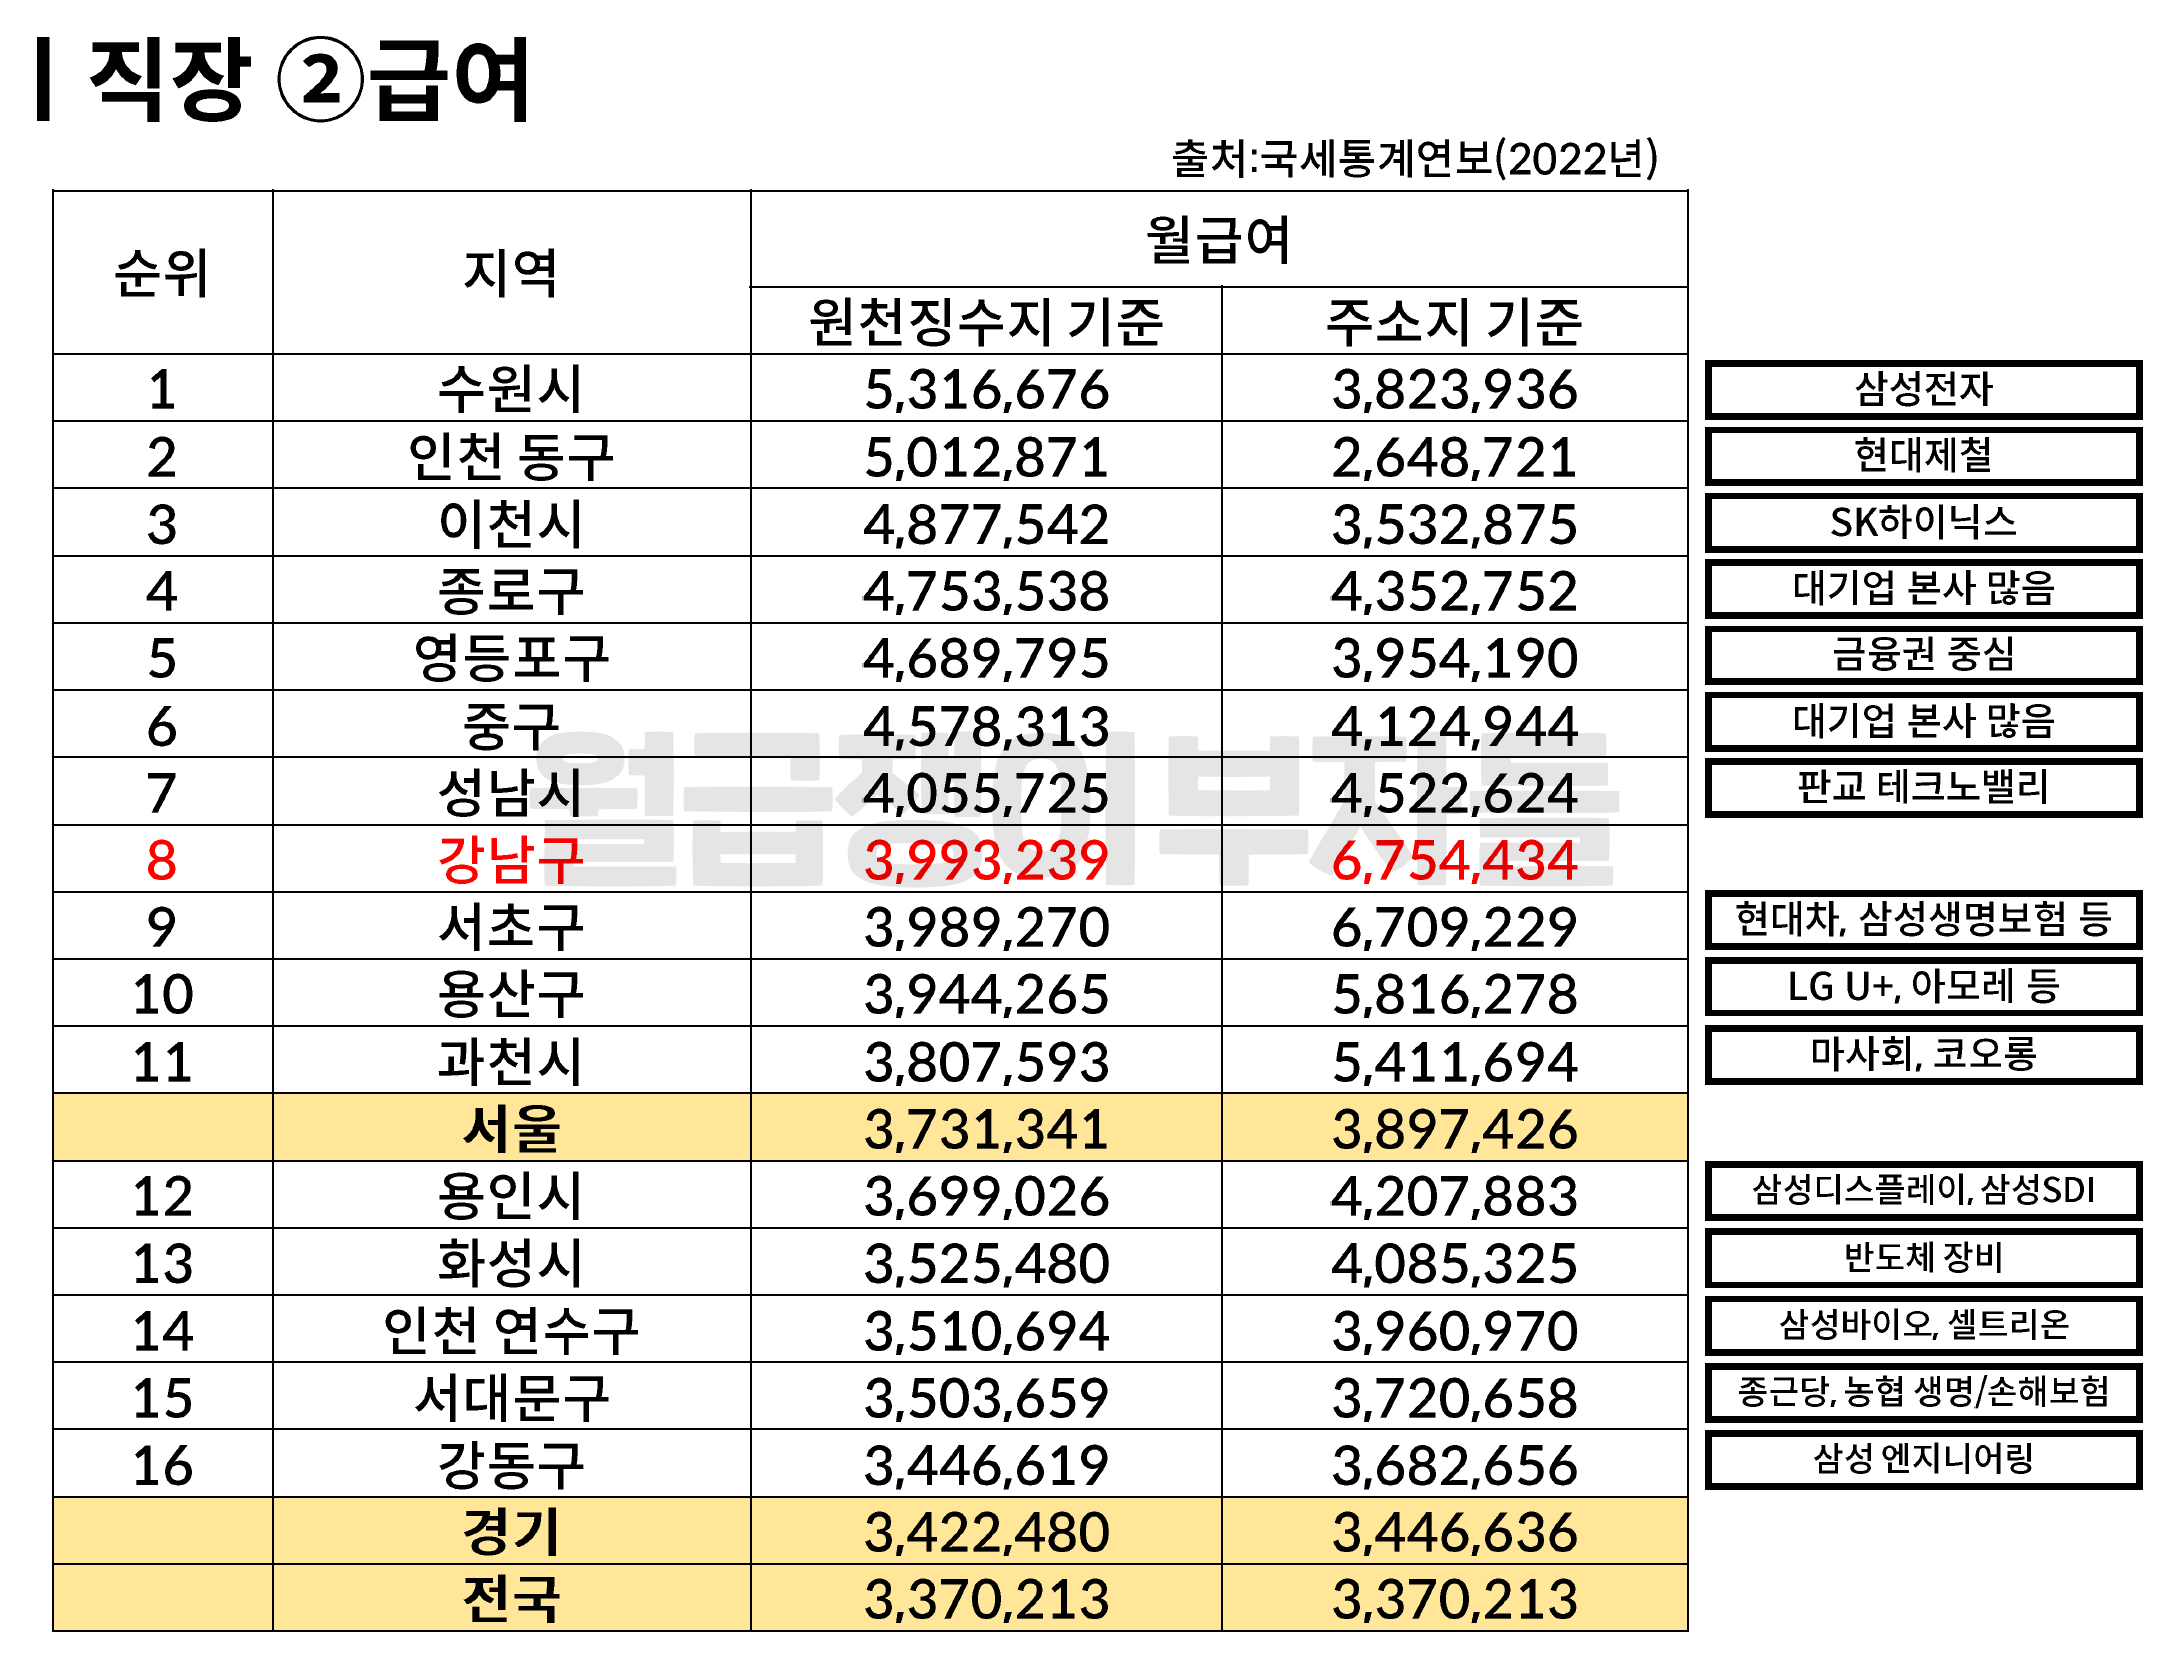 직장 ②급여
출처:국세통계연보(2022년)
순위 지역 월급여
원천징수지 기준 주소지 기준
1 수원시 5,316,676 3,823,936 삼성전자
2 인천 동구 5,012,871 2,648,721 현대제철
3 이천시 4,877,542 3,532,875 SK하이닉스
4 종로구 4,753,538 4,352,752 대기업 본사 많음
5 영등포구 4,689,795 3,954,190 금융권 중심
6 중구 4,578,313 4,124,944 대기업 본사 많음
7 성남시 4,055,725 4,522,624 판교 테크노밸리
월급쟁이부자들
8 강남구 3,993,239 6,754,434
9 서초구 3,989,270 6,709,229 현대차, 삼성생명보험 등
10 용산구 3,944,265 5,816,278 LG U+, 아모레 등
11 과천시 3,807,593 5,411,694 마사회, 코오롱
서울 3,731,341 3,897,426
12 용인시 3,699,026 4,207,883 삼성디스플레이, 삼성SDI
13 화성시 3,525,480 4,085,325 반도체 장비
14 인천 연수구 3,510,694 3,960,970 삼성바이오, 셀트리온
15 서대문구 3,503,659 3,720,658 종근당, 농협 생명/손해보험
16 강동구 3,446,619 3,682,656 삼성 엔지니어링
경기 3,422,480 3,446,636
전국 3,370,213 3,370,213